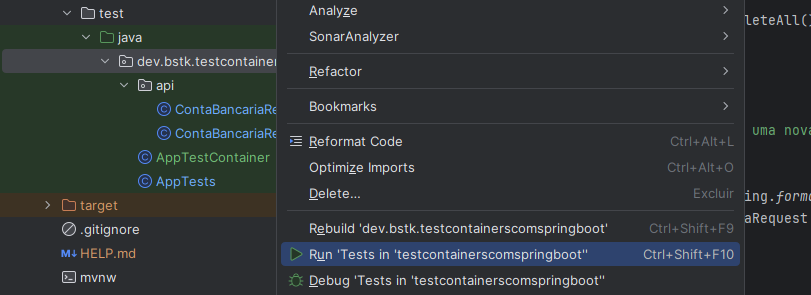 test
java
dev.bstk.testcontainer
api
ContaBancariaRe
ContaBancariaRe
AppTestContainer
AppTests
target
.gitignore
HELP.md
mvnw
Analyze
SonarAnalyzer
Refactor
Bookmarks
Reformat Code Ctrl+Alt+L
Optimize Imports Ctrl+Alt+O
Delete... Excluir
Rebuild 'dev.bstk.testcontainerscomspringboot' Ctrl+Shift+F9
Run 'Tests in 'testcontainerscomspringboot'' Ctrl+Shift+F10
Debug 'Tests in 'testcontainerscomspringboot''
leteAll()
uma nova
ing.forma
aRequest